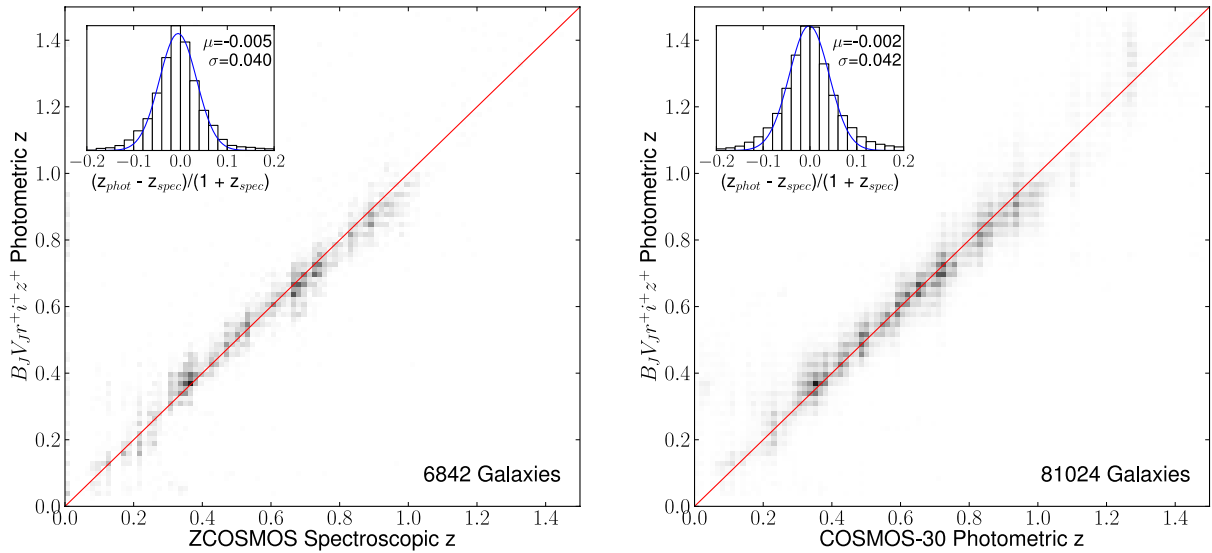 1.4
1.2
1.0
0.8
0.6
0.4
0.2
0.0
B_J V_J r^+ i^+ z^+ Photometric z
μ=-0.005
σ=0.040
−0.2 −0.1 0.0 0.1 0.2
(z_phot - z_spec)/(1 + z_spec)
6842 Galaxies
0.0 0.2 0.4 0.6 0.8 1.0 1.2 1.4
ZCOSMOS Spectroscopic z
1.4
1.2
1.0
0.8
0.6
0.4
0.2
0.0
B_J V_J r^+ i^+ z^+ Photometric z
μ=-0.002
σ=0.042
−0.2 −0.1 0.0 0.1 0.2
(z_phot - z_spec)/(1 + z_spec)
81024 Galaxies
0.0 0.2 0.4 0.6 0.8 1.0 1.2 1.4
COSMOS-30 Photometric z